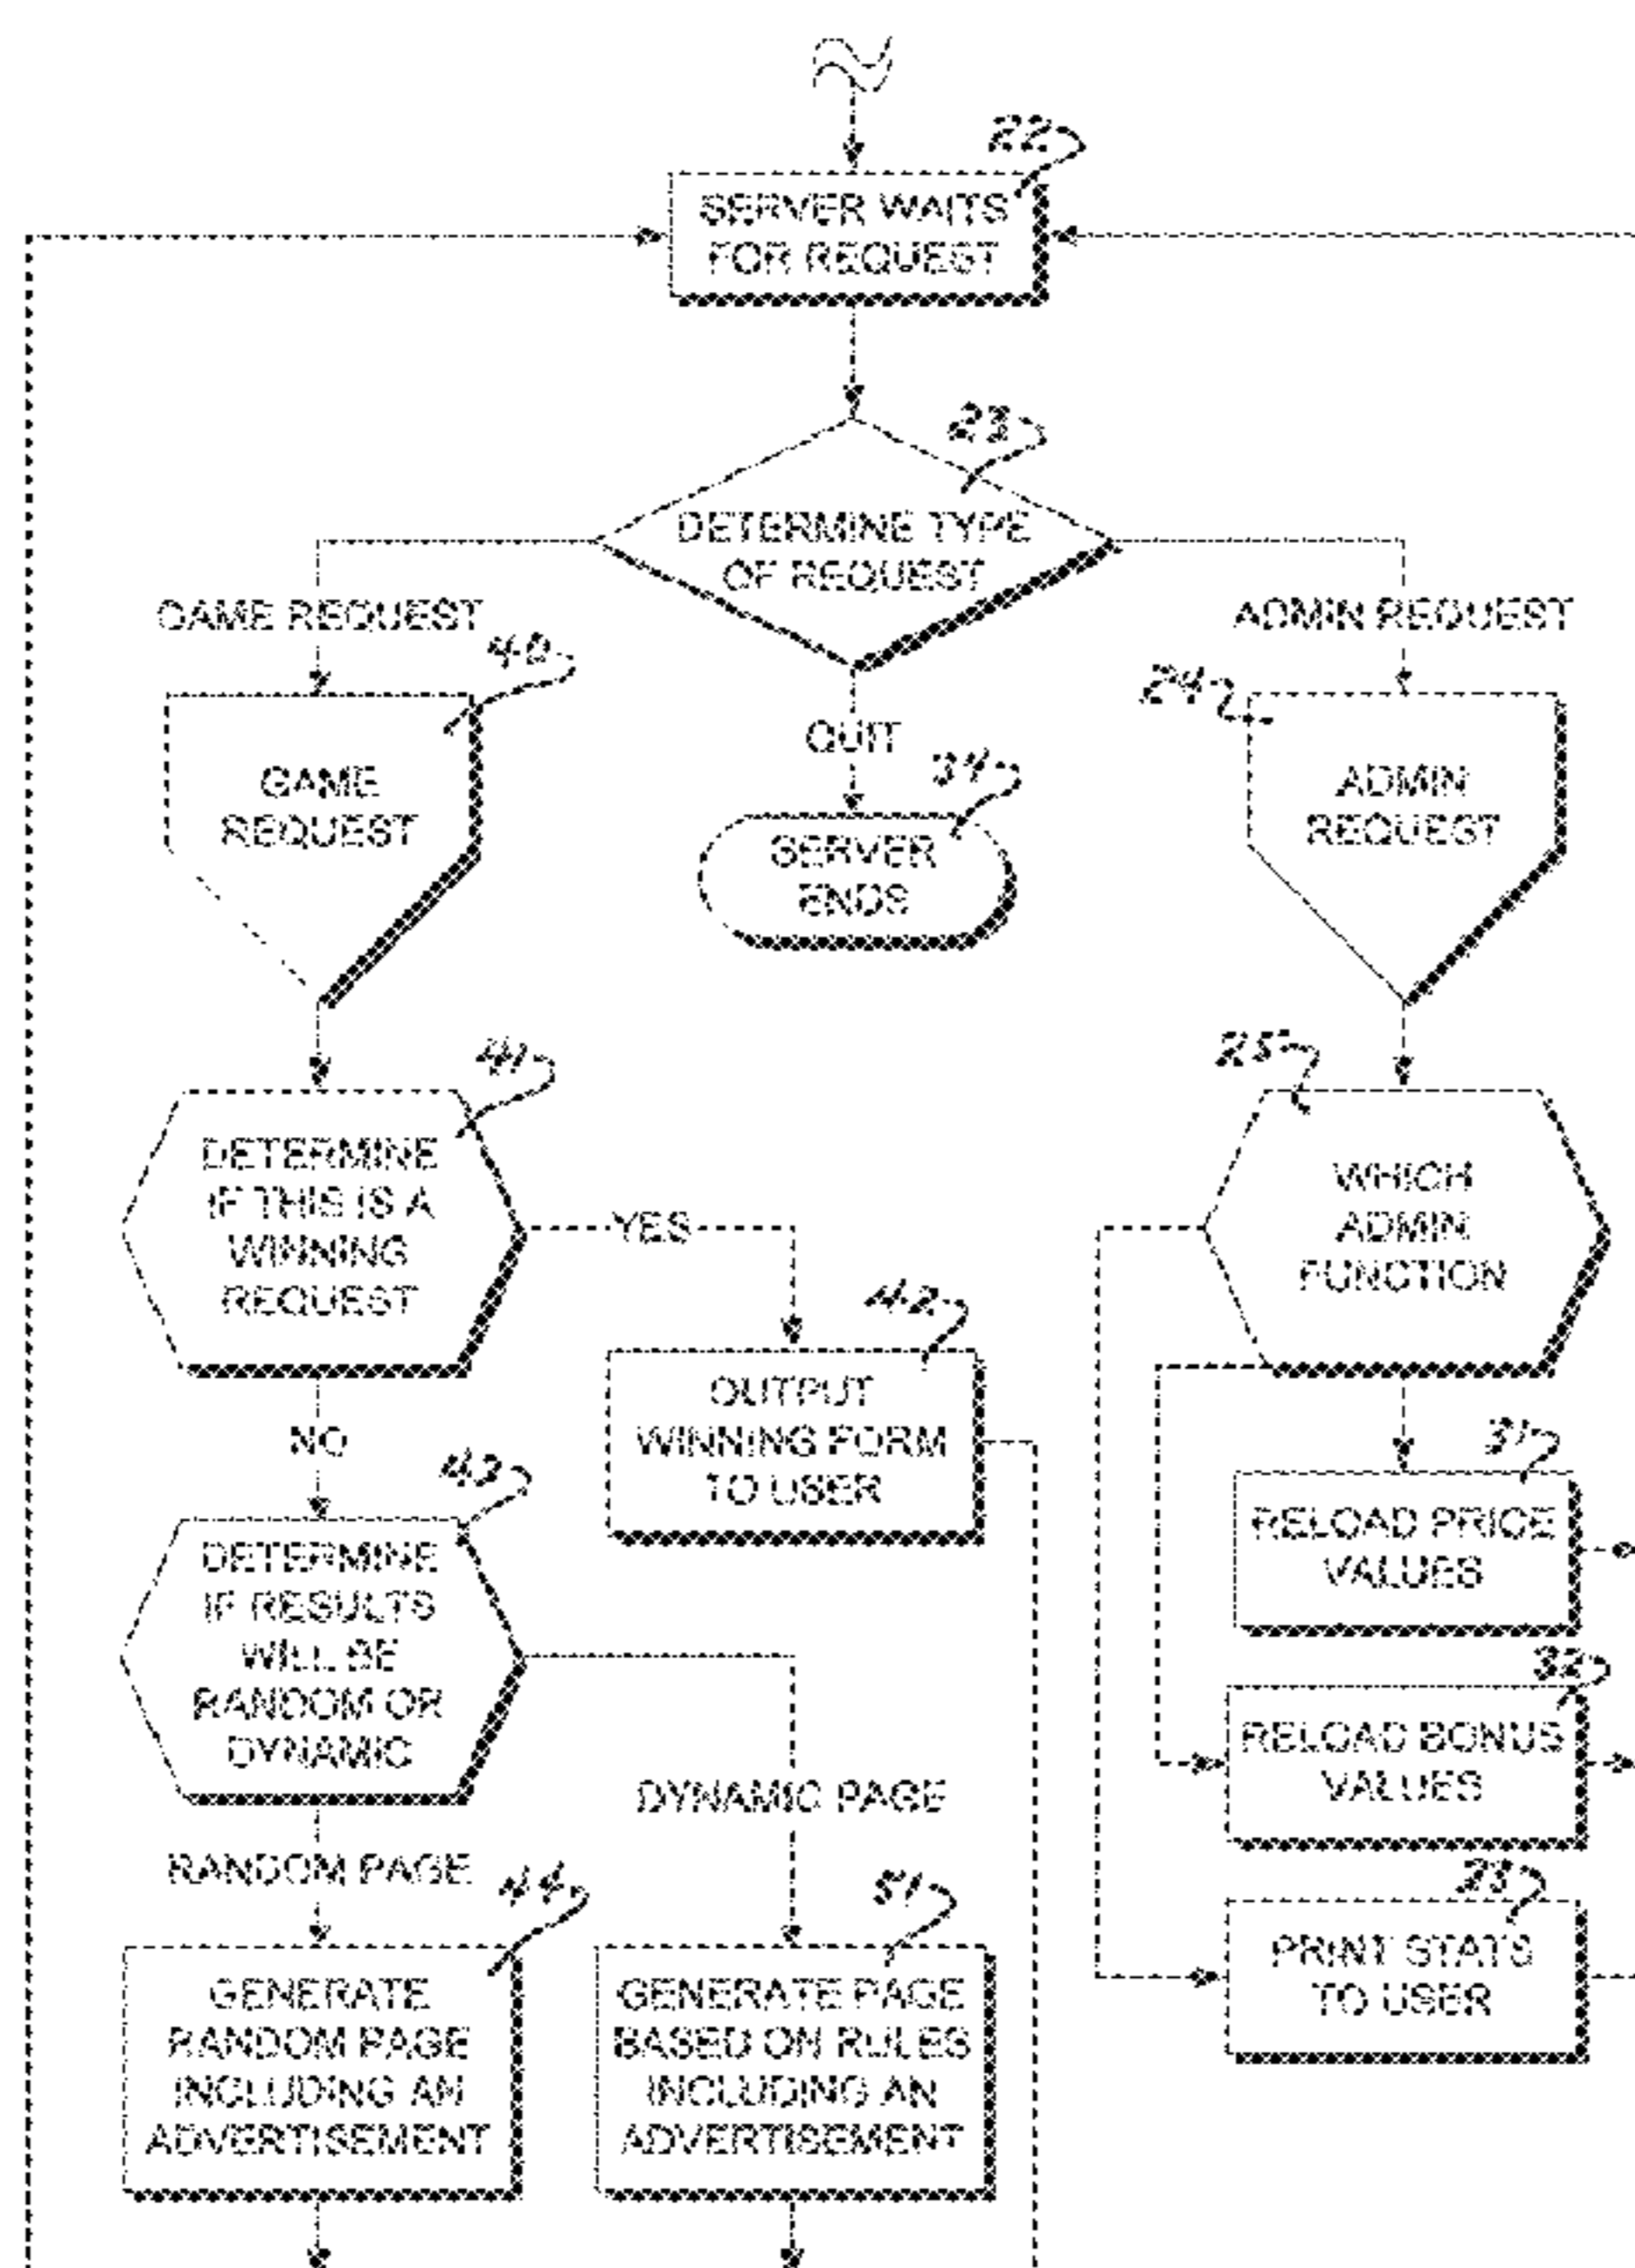 22
SERVER WAITS
FOR REQUEST
23
DETERMINE TYPE
OF REQUEST
GAME REQUEST
ADMIN REQUEST
40
24
QUIT
34
GAME
REQUEST
SERVER
ENDS
ADMIN
REQUEST
41
25
DETERMINE
IF THIS IS A
WINNING
REQUEST
YES
WHICH
ADMIN
FUNCTION
42
OUTPUT
WINNING FORM
TO USER
NO
43
31
RELOAD PRICE
VALUES
DETERMINE
IF RESULTS
WILL BE
RANDOM OR
DYNAMIC
32
RELOAD BONUS
VALUES
DYNAMIC PAGE
RANDOM PAGE
44
51
PRINT STATS
TO USER
GENERATE
RANDOM PAGE
INCLUDING AN
ADVERTISEMENT
GENERATE PAGE
BASED ON RULES
INCLUDING AN
ADVERTISEMENT